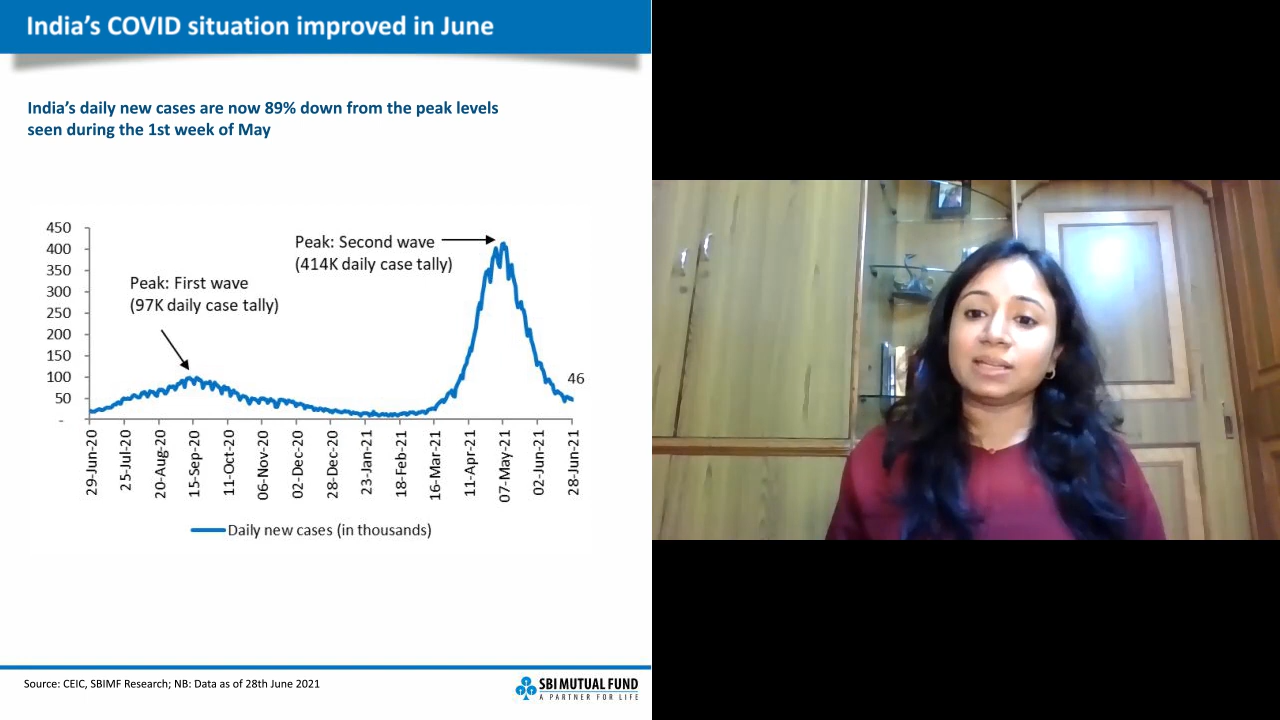 India's COVID situation improved in June
India's daily new cases are now 89% down from the peak levels
seen during the 1st week of May
450
400
350
300
250
200
150
100
50
-
Peak: First wave
(97K daily case tally)
Peak: Second wave
(414K daily case tally)
46
29-Jun-20
25-Jul-20
20-Aug-20
15-Sep-20
11-Oct-20
06-Nov-20
02-Dec-20
28-Dec-20
23-Jan-21
18-Feb-21
16-Mar-21
11-Apr-21
07-May-21
02-Jun-21
28-Jun-21
Daily new cases (in thousands)
Source: CEIC, SBIMF Research; NB: Data as of 28th June 2021
SBI MUTUAL FUND
A PARTNER FOR LIFE